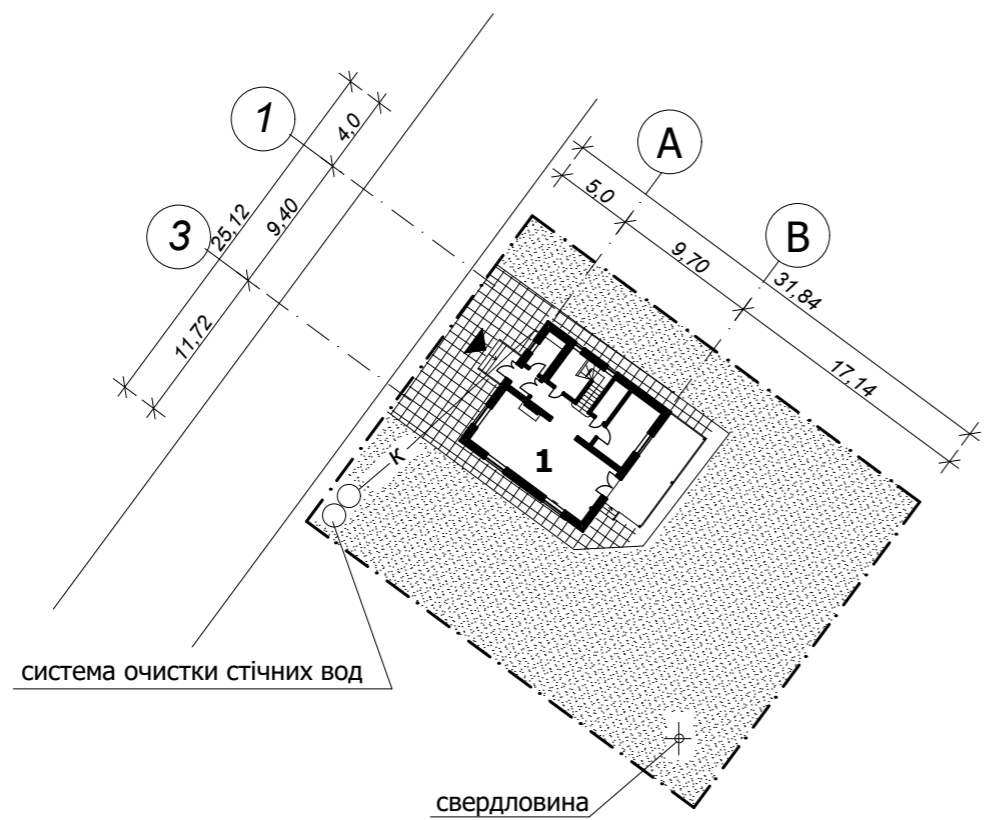 1
4,0
3
25,12
9,40
11,72
A
5,0
B
9,70
31,84
17,14
к
1
система очистки стічних вод
свердловина